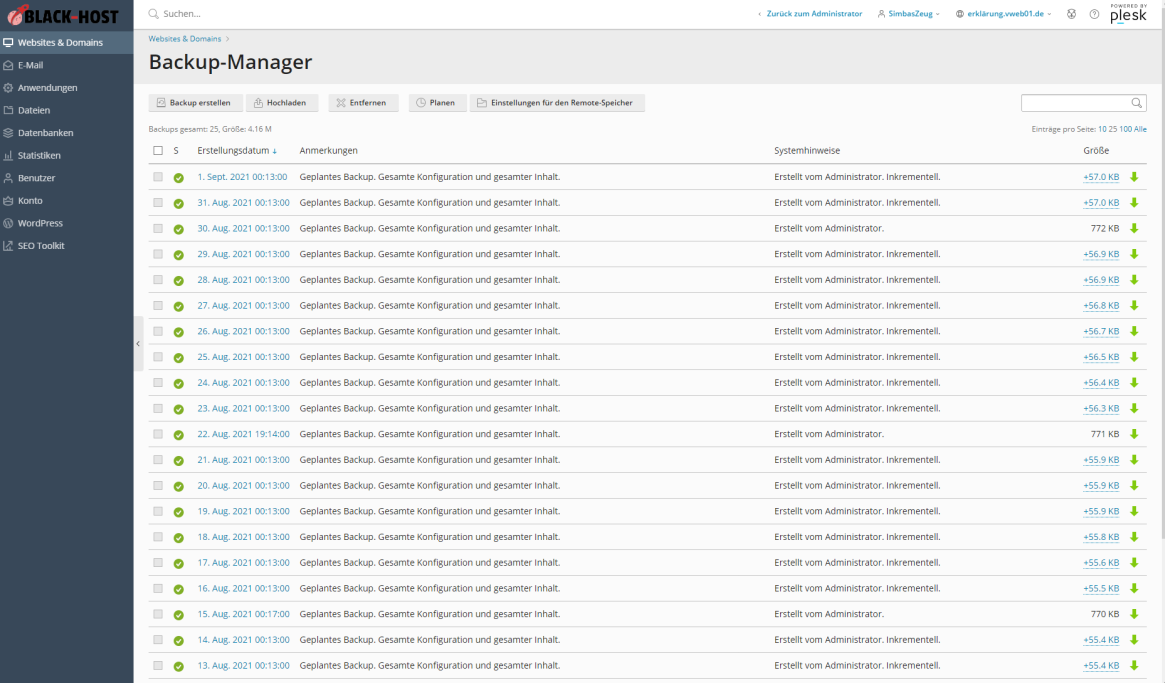 BLACK-HOST
Suchen...
Zurück zum Administrator
SimbasZeug
erklärung.vweb01.de
POWERED BY
plesk
Websites & Domains
E-Mail
Anwendungen
Dateien
Datenbanken
Statistiken
Benutzer
Konto
WordPress
SEO Toolkit
Websites & Domains >
Backup-Manager
Backup erstellen Hochladen Entfernen Planen Einstellungen für den Remote-Speicher
Backups gesamt: 25, Größe: 4.16 M
Einträge pro Seite: 10 25 100 Alle
S Erstellungsdatum ↓ Anmerkungen Systemhinweise Größe
1. Sept. 2021 00:13:00 Geplantes Backup. Gesamte Konfiguration und gesamter Inhalt. Erstellt vom Administrator. Inkrementell. +57.0 KB
31. Aug. 2021 00:13:00 Geplantes Backup. Gesamte Konfiguration und gesamter Inhalt. Erstellt vom Administrator. Inkrementell. +57.0 KB
30. Aug. 2021 00:13:00 Geplantes Backup. Gesamte Konfiguration und gesamter Inhalt. Erstellt vom Administrator. 772 KB
29. Aug. 2021 00:13:00 Geplantes Backup. Gesamte Konfiguration und gesamter Inhalt. Erstellt vom Administrator. Inkrementell. +56.9 KB
28. Aug. 2021 00:13:00 Geplantes Backup. Gesamte Konfiguration und gesamter Inhalt. Erstellt vom Administrator. Inkrementell. +56.9 KB
27. Aug. 2021 00:13:00 Geplantes Backup. Gesamte Konfiguration und gesamter Inhalt. Erstellt vom Administrator. Inkrementell. +56.8 KB
26. Aug. 2021 00:13:00 Geplantes Backup. Gesamte Konfiguration und gesamter Inhalt. Erstellt vom Administrator. Inkrementell. +56.7 KB
25. Aug. 2021 00:13:00 Geplantes Backup. Gesamte Konfiguration und gesamter Inhalt. Erstellt vom Administrator. Inkrementell. +56.5 KB
24. Aug. 2021 00:13:00 Geplantes Backup. Gesamte Konfiguration und gesamter Inhalt. Erstellt vom Administrator. Inkrementell. +56.4 KB
23. Aug. 2021 00:13:00 Geplantes Backup. Gesamte Konfiguration und gesamter Inhalt. Erstellt vom Administrator. Inkrementell. +56.3 KB
22. Aug. 2021 19:14:00 Geplantes Backup. Gesamte Konfiguration und gesamter Inhalt. Erstellt vom Administrator. 771 KB
21. Aug. 2021 00:13:00 Geplantes Backup. Gesamte Konfiguration und gesamter Inhalt. Erstellt vom Administrator. Inkrementell. +55.9 KB
20. Aug. 2021 00:13:00 Geplantes Backup. Gesamte Konfiguration und gesamter Inhalt. Erstellt vom Administrator. Inkrementell. +55.9 KB
19. Aug. 2021 00:13:00 Geplantes Backup. Gesamte Konfiguration und gesamter Inhalt. Erstellt vom Administrator. Inkrementell. +55.9 KB
18. Aug. 2021 00:13:00 Geplantes Backup. Gesamte Konfiguration und gesamter Inhalt. Erstellt vom Administrator. Inkrementell. +55.8 KB
17. Aug. 2021 00:13:00 Geplantes Backup. Gesamte Konfiguration und gesamter Inhalt. Erstellt vom Administrator. Inkrementell. +55.6 KB
16. Aug. 2021 00:13:00 Geplantes Backup. Gesamte Konfiguration und gesamter Inhalt. Erstellt vom Administrator. Inkrementell. +55.5 KB
15. Aug. 2021 00:17:00 Geplantes Backup. Gesamte Konfiguration und gesamter Inhalt. Erstellt vom Administrator. 770 KB
14. Aug. 2021 00:13:00 Geplantes Backup. Gesamte Konfiguration und gesamter Inhalt. Erstellt vom Administrator. Inkrementell. +55.4 KB
13. Aug. 2021 00:13:00 Geplantes Backup. Gesamte Konfiguration und gesamter Inhalt. Erstellt vom Administrator. Inkrementell. +55.4 KB